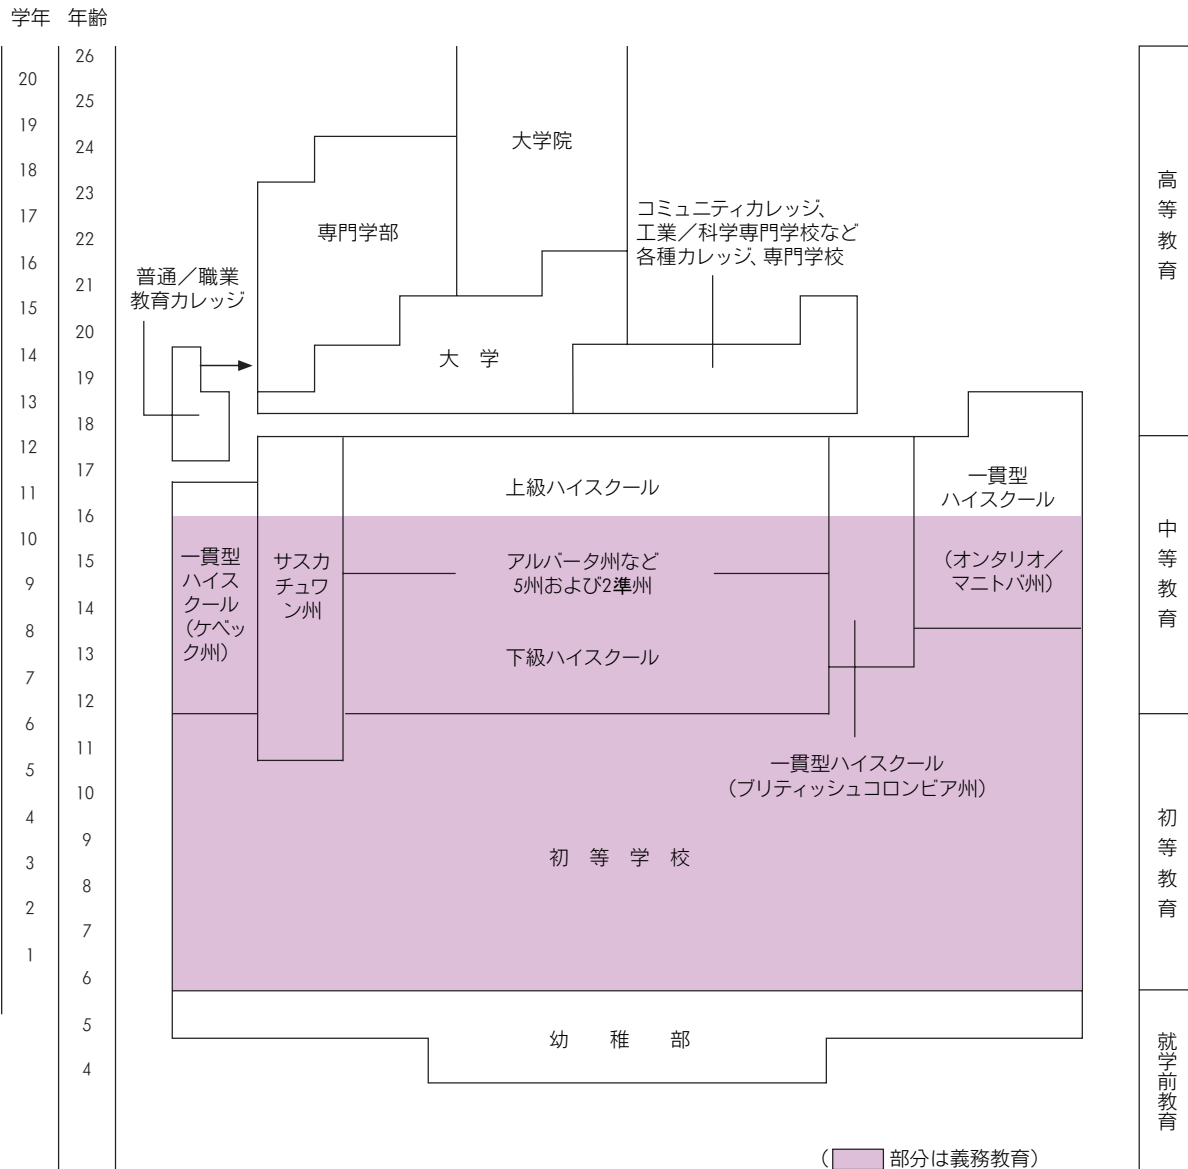 学年 年齢
20
19
18
17
16
15
14
13
12
11
10
9
8
7
6
5
4
3
2
1
26
25
24
23
22
21
20
19
18
17
16
15
14
13
12
11
10
9
8
7
6
5
4
大学院
専門学部
コミュニティカレッジ、
工業／科学専門学校など
各種カレッジ、専門学校
普通／職業
教育カレッジ
大 学
上級ハイスクール
一貫型
ハイスクール
（オンタリオ／
マニトバ州）
一貫型
ハイス
クール
（ケベッ
ク州）
サスカ
チュワ
ン州
アルバータ州など
5州および2準州
下級ハイスクール
一貫型ハイスクール
（ブリティッシュコロンビア州）
初 等 学 校
幼 稚 部
高等教育
中等教育
初等教育
就学前教育
（ 部分は義務教育）